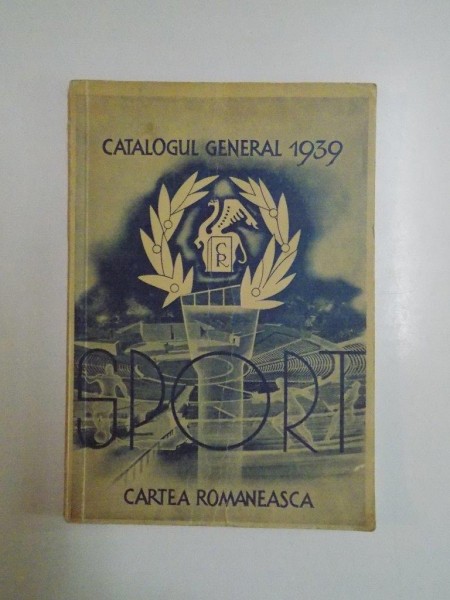 CATALOGUL GENERAL 1939
C
R
SPORT
CARTEA ROMANEASCA